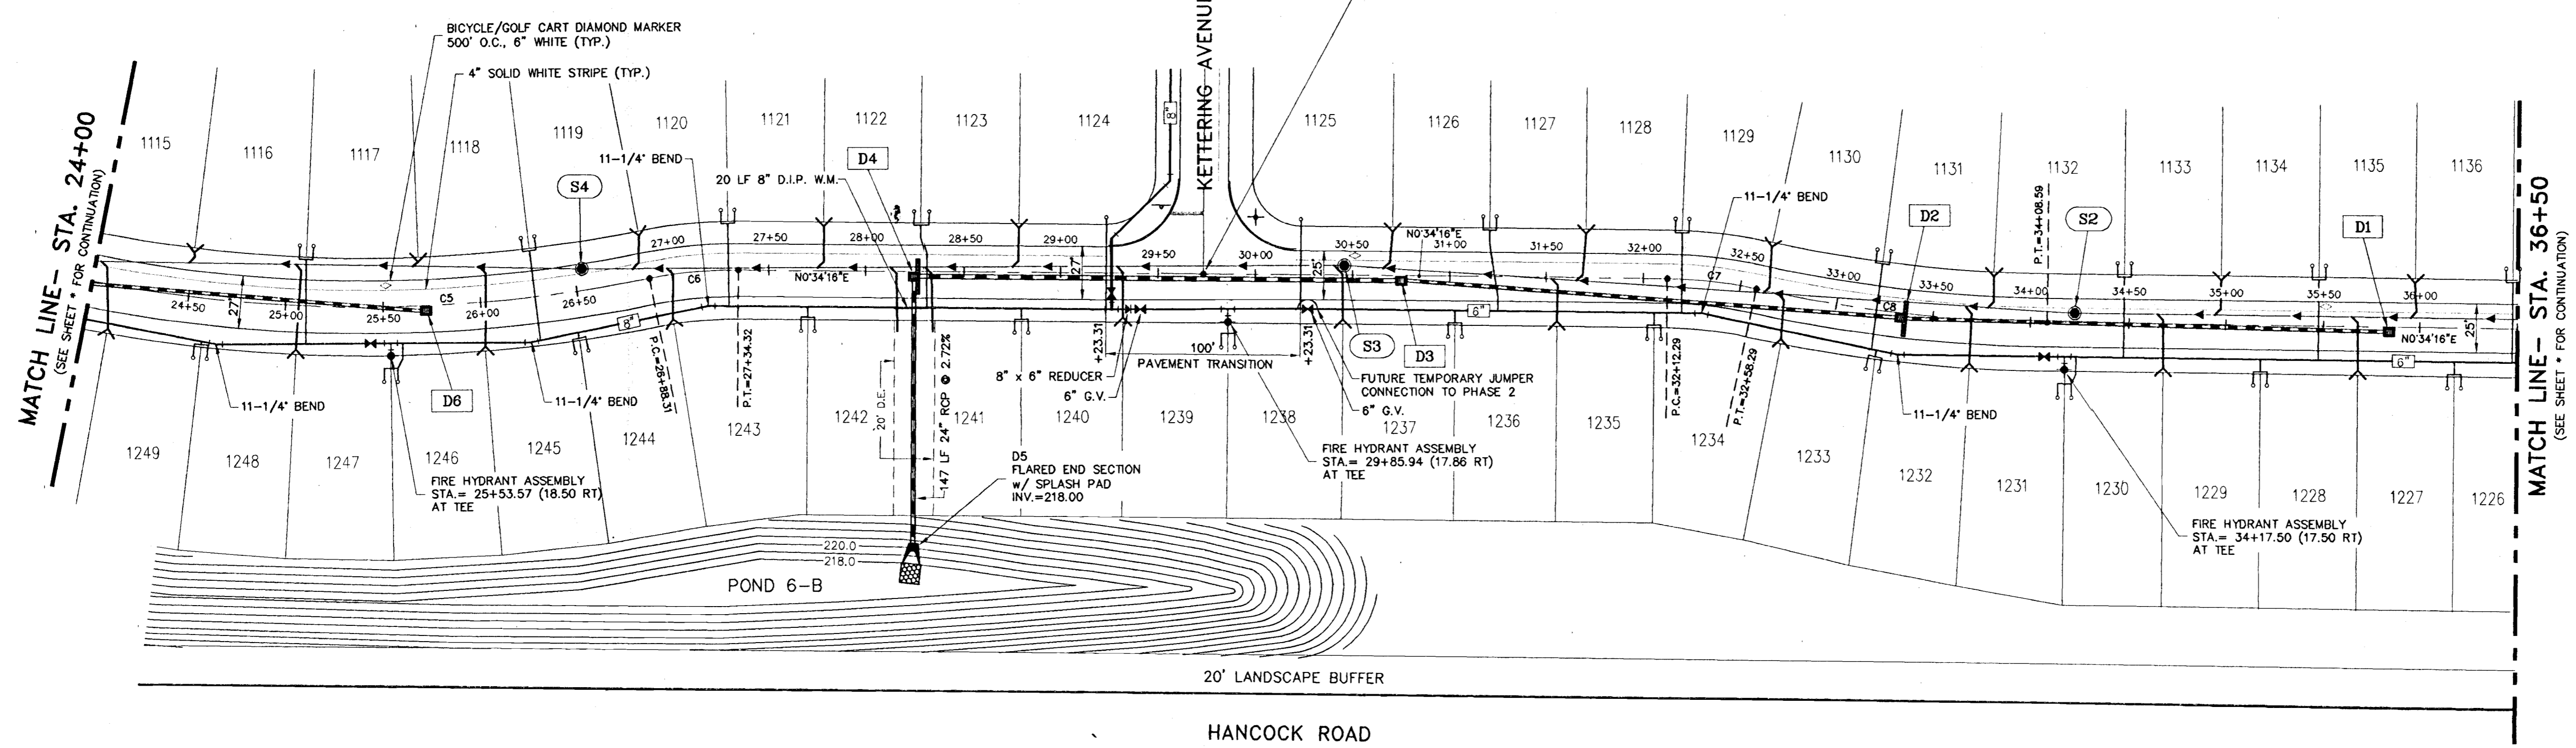 BICYCLE/GOLF CART DIAMOND MARKER
500' O.C., 6" WHITE (TYP.)
4" SOLID WHITE STRIPE (TYP.)
KETTERING AVENU
MATCH LINE- STA. 24+00
(SEE SHEET * FOR CONTINUATION)
1115
1116
1117
1118
1119
1120
1121
1122
1123
1124
1125
1126
1127
1128
1129
1130
1131
1132
1133
1134
1135
1136
8"
11-1/4° BEND
20 LF 8" D.I.P. W.M.
S4
D4
11-1/4° BEND
D2
P.T.=34+08.59
S2
D1
24+50
25+00
25+50
26+00
26+50
27+00
27+50
28+00
28+50
29+00
29+50
30+00
30+50
31+00
31+50
32+00
32+50
33+00
33+50
34+00
34+50
35+00
35+50
36+00
27'
C5
C6
N0°34'16"E
27'
25'
N0°34'16"E
C7
C8
25'
N0°34'16"E
8"
6"
6"
P.C.=26+88.31
P.T.=27+34.32
+23.31
100'
PAVEMENT TRANSITION
+23.31
S3
D3
P.C.=32+12.29
P.T.=32+58.29
11-1/4° BEND
D6
11-1/4° BEND
8" x 6" REDUCER
6" G.V.
FUTURE TEMPORARY JUMPER
CONNECTION TO PHASE 2
6" G.V.
11-1/4° BEND
20' D.E.
147 LF 24" RCP @ 2.72%
1249
1248
1247
1246
1245
1244
1243
1242
1241
1240
1239
1238
1237
1236
1235
1234
1233
1232
1231
1230
1229
1228
1227
1226
FIRE HYDRANT ASSEMBLY
STA.= 25+53.57 (18.50 RT)
AT TEE
D5
FLARED END SECTION
w/ SPLASH PAD
INV.=218.00
FIRE HYDRANT ASSEMBLY
STA.= 29+85.94 (17.86 RT)
AT TEE
FIRE HYDRANT ASSEMBLY
STA.= 34+17.50 (17.50 RT)
AT TEE
220.0
218.0
POND 6-B
20' LANDSCAPE BUFFER
HANCOCK ROAD
MATCH LINE- STA. 36+50
(SEE SHEET * FOR CONTINUATION)